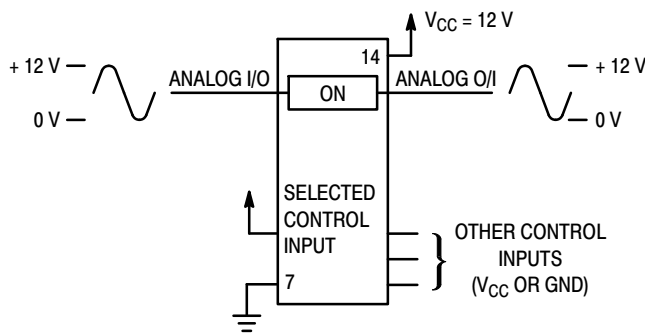 V_CC = 12 V
14
+ 12 V
0 V
ANALOG I/O
ON
ANALOG O/I
+ 12 V
0 V
SELECTED
CONTROL
INPUT
7
OTHER CONTROL
INPUTS
(V_CC OR GND)